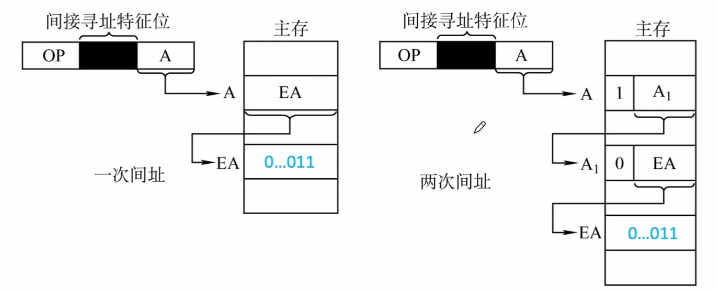 间接寻址特征位
OP A
主存
A EA
EA 0...011
一次间址
间接寻址特征位
OP A
主存
A 1 A₁
A₁ 0 EA
两次间址
EA 0...011